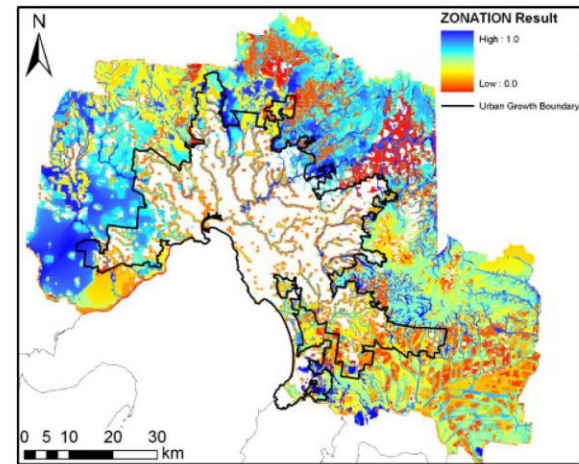 N
ZONATION Result
High : 1.0
Low : 0.0
Urban Growth Boundary
0 5 10 20 30
km